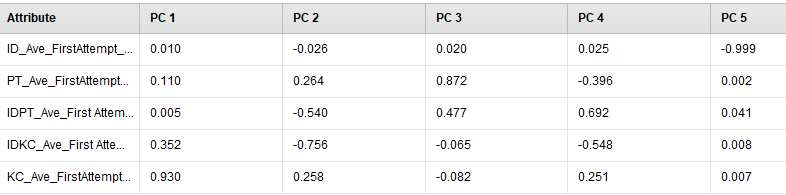 Attribute PC 1 PC 2 PC 3 PC 4 PC 5
ID_Ave_FirstAttempt_... 0.010 -0.026 0.020 0.025 -0.999
PT_Ave_FirstAttempt... 0.110 0.264 0.872 -0.396 0.002
IDPT_Ave_First Attem... 0.005 -0.540 0.477 0.692 0.041
IDKC_Ave_First Atte... 0.352 -0.756 -0.065 -0.548 0.008
KC_Ave_FirstAttempt... 0.930 0.258 -0.082 0.251 0.007